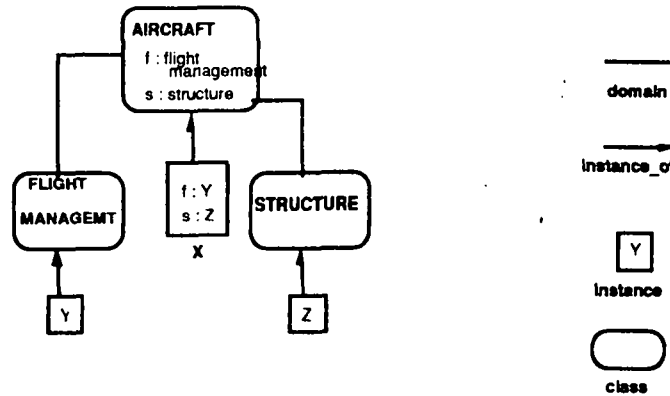 AIRCRAFT
f : flight
management
s : structure
FLIGHT
MANAGEMT
f : Y
s : Z
X
STRUCTURE
Y
Z
domain
instance_of
Y
instance
class